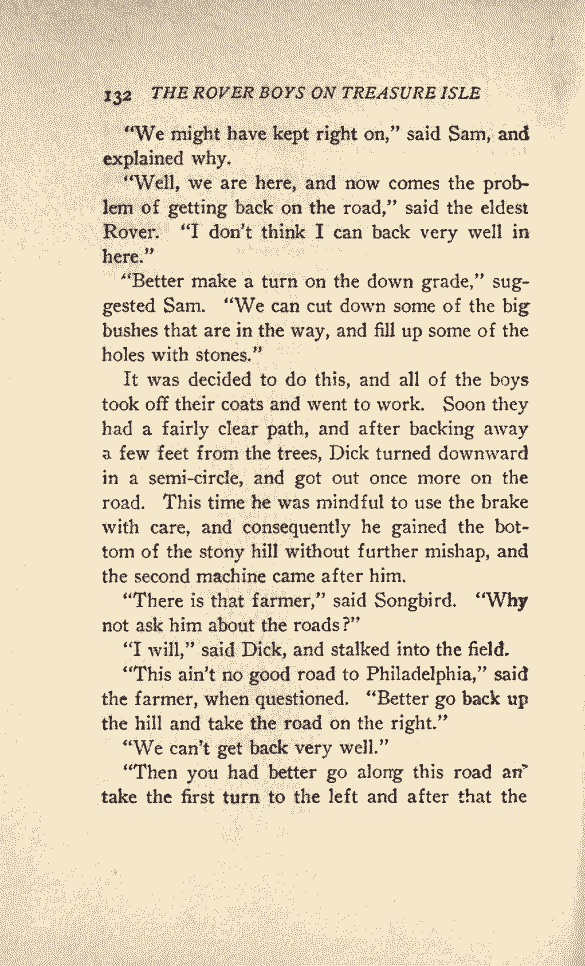 132 THE ROVER BOYS ON TREASURE ISLE
“We might have kept right on,” said Sam, and
explained why.
“Well, we are here, and now comes the prob-
lem of getting back on the road,” said the eldest
Rover. “I don't think I can back very well in
here.”
“Better make a turn on the down grade,” sug-
gested Sam. “We can cut down some of the big
bushes that are in the way, and fill up some of the
holes with stones.”
It was decided to do this, and all of the boys
took off their coats and went to work. Soon they
had a fairly clear path, and after backing away
a few feet from the trees, Dick turned downward
in a semi-circle, and got out once more on the
road. This time he was mindful to use the brake
with care, and consequently he gained the bot-
tom of the stony hill without further mishap, and
the second machine came after him.
“There is that farmer,” said Songbird. “Why
not ask him about the roads?”
“I will,” said Dick, and stalked into the field.
“This ain't no good road to Philadelphia,” said
the farmer, when questioned. “Better go back up
the hill and take the road on the right.”
“We can't get back very well.”
“Then you had better go along this road an'
take the first turn to the left and after that the